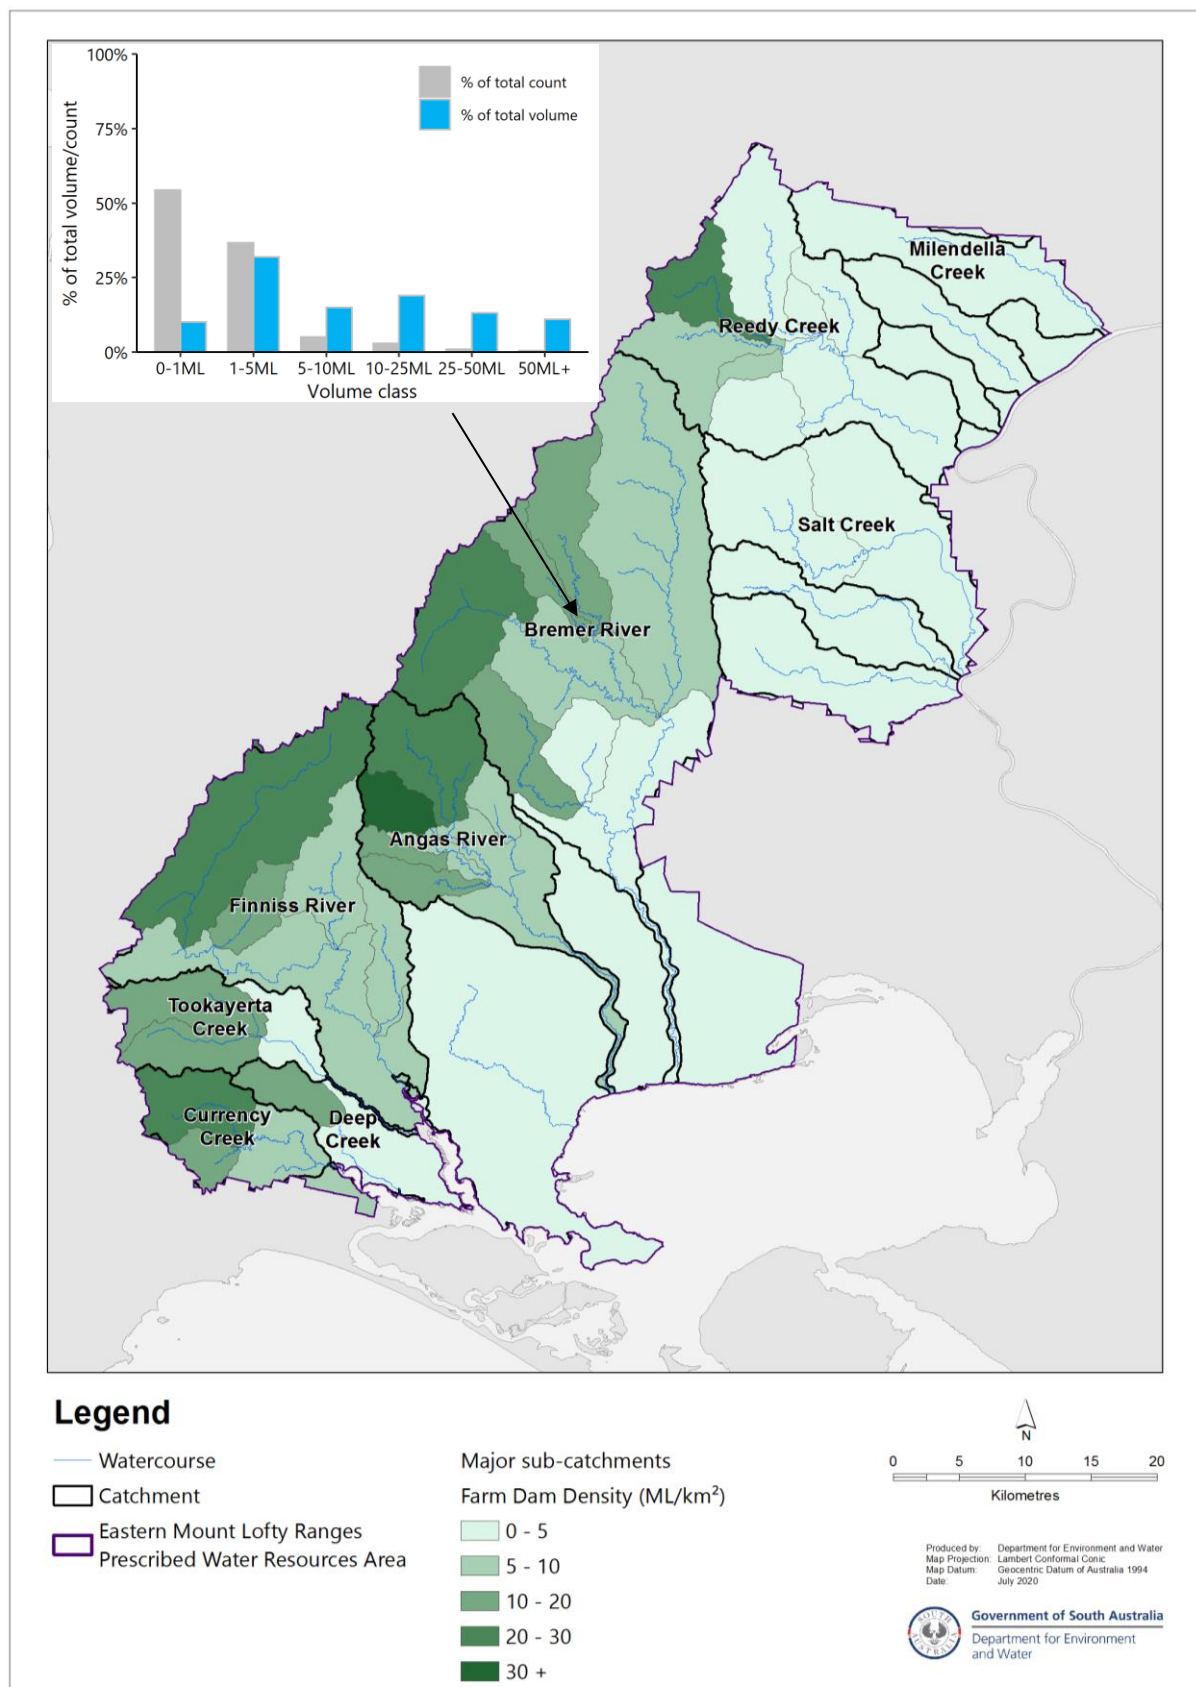 100%
75%
50%
25%
0%
% of total volume/count
% of total count
% of total volume
0-1ML 1-5ML 5-10ML 10-25ML 25-50ML 50ML+
Volume class
Milendella
Creek
Reedy Creek
Salt Creek
Bremer River
Angas River
Finniss River
Tookayerta
Creek
Currency
Creek
Deep
Creek
Legend
Watercourse
Catchment
Eastern Mount Lofty Ranges
Prescribed Water Resources Area
Major sub-catchments
Farm Dam Density (ML/km²)
0 - 5
5 - 10
10 - 20
20 - 30
30 +
N
0 5 10 15 20
Kilometres
Produced by: Department for Environment and Water
Map Projection: Lambert Conformal Conic
Map Datum: Geocentric Datum of Australia 1994
Date: July 2020
SOUTH
AUSTRALIA
Government of South Australia
Department for Environment
and Water